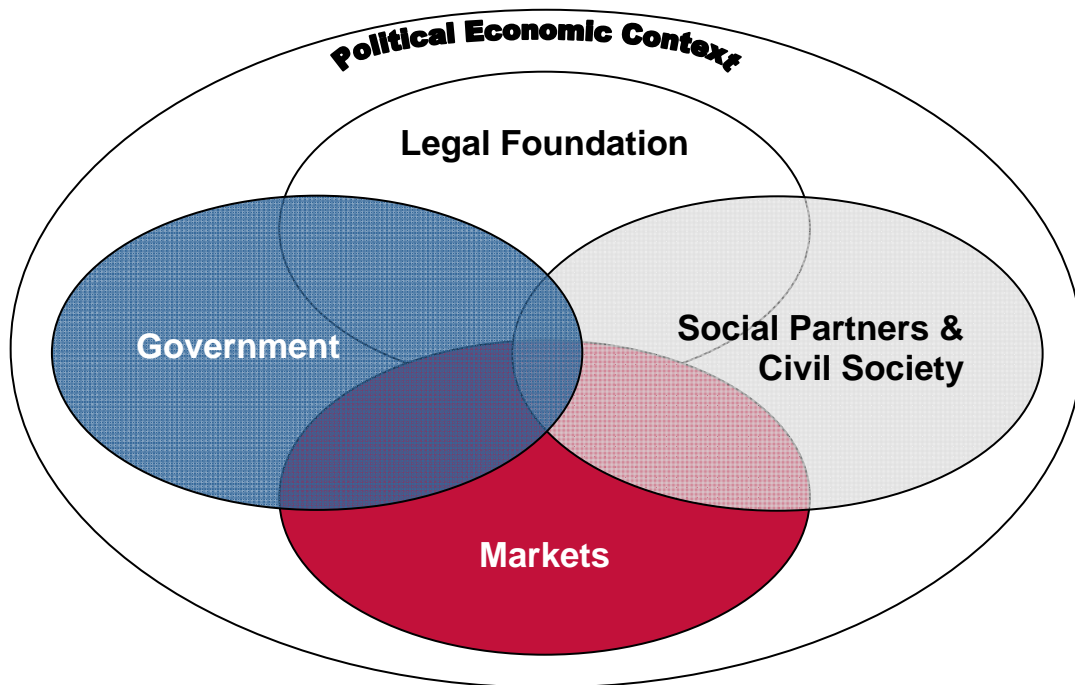 Political Economic Context
Legal Foundation
Government
Social Partners &
Civil Society
Markets